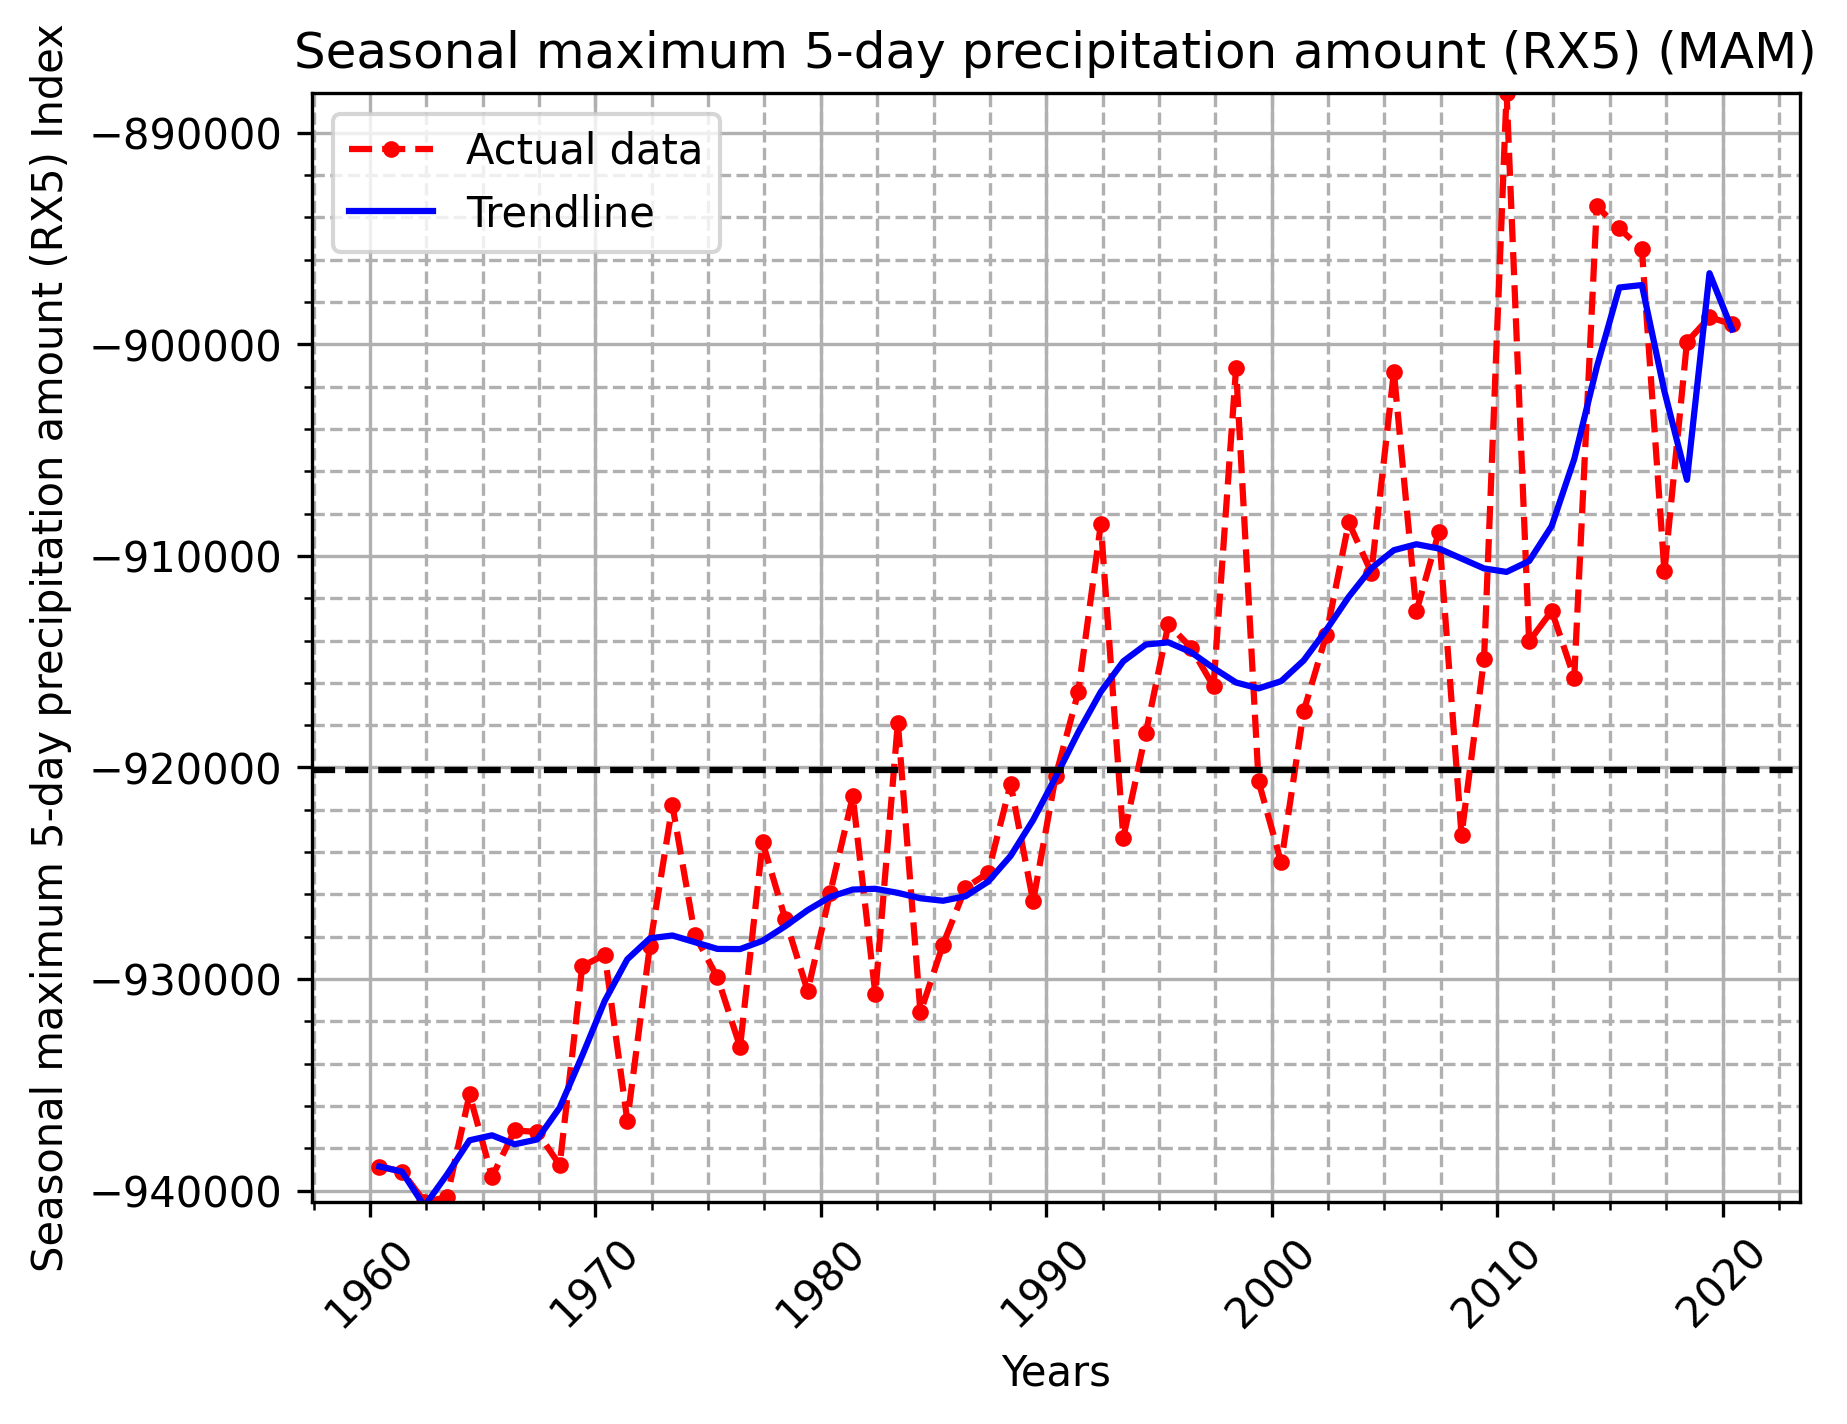 Seasonal maximum 5-day precipitation amount (RX5) (MAM)
Seasonal maximum 5-day precipitation amount (RX5) Index
Actual data
Trendline
−890000
−900000
−910000
−920000
−930000
−940000
1960
1970
1980
1990
2000
2010
2020
Years